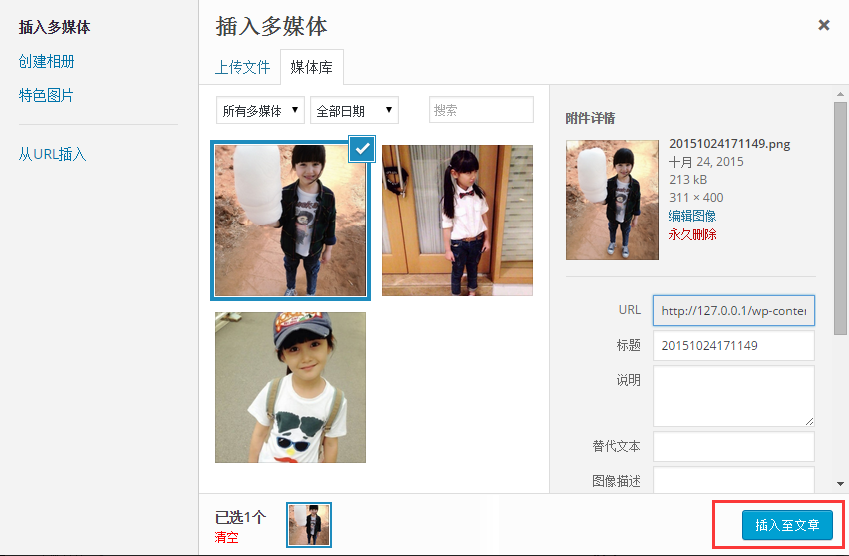 插入多媒体
创建相册
特色图片
从URL插入
插入多媒体
上传文件 媒体库
所有多媒体 全部日期 搜索
附件详情
20151024171149.png
十月 24, 2015
213 kB
311 × 400
编辑图像
永久删除
URL http://127.0.0.1/wp-conter
标题 20151024171149
说明
替代文本
图像描述
已选1个
清空
插入至文章